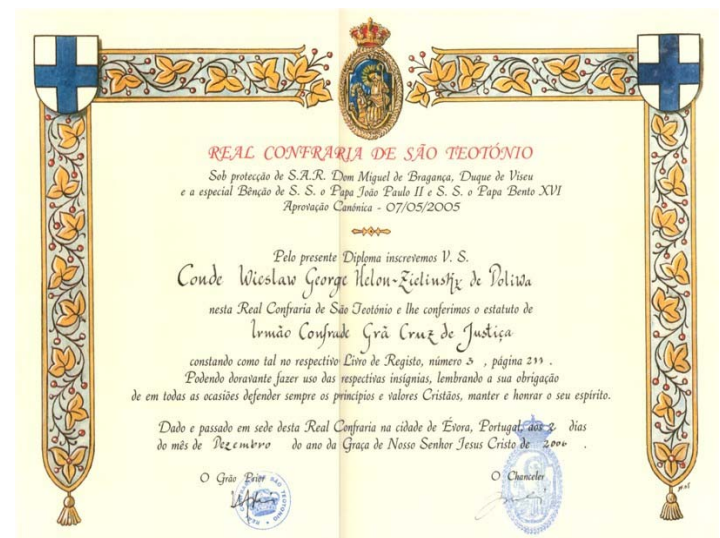 REAL CONFRARIA DE SÃO TEOTÓNIO
Sob protecção de S.A.R. Dom Miguel de Bragança, Duque de Viseu
e a especial Bênção de S. S. o Papa João Paulo II e S. S. o Papa Bento XVI
Aprovação Canónica - 07/05/2005
Pelo presente Diploma inscrevemos V. S.
Conde Wieslaw George Helon-Zielinsky de Poliwa
nesta Real Confraria de São Teotónio e lhe conferimos o estatuto de
Irmão Confrade Grã Cruz de Justiça
constando como tal no respectivo Livro de Registo, número 3 , página .
Podendo doravante fazer uso das respectivas insígnias, lembrando a sua obrigação
de em todas as ocasiões defender sempre os princípios e valores Cristãos, manter e honrar o seu espírito.
Dado e passado em sede desta Real Confraria na cidade de Évora, Portugal, aos 2 dias
do mês de Dezembro do ano da Graça de Nosso Senhor Jesus Cristo de 2006 .
O Grão Prior O Chanceler